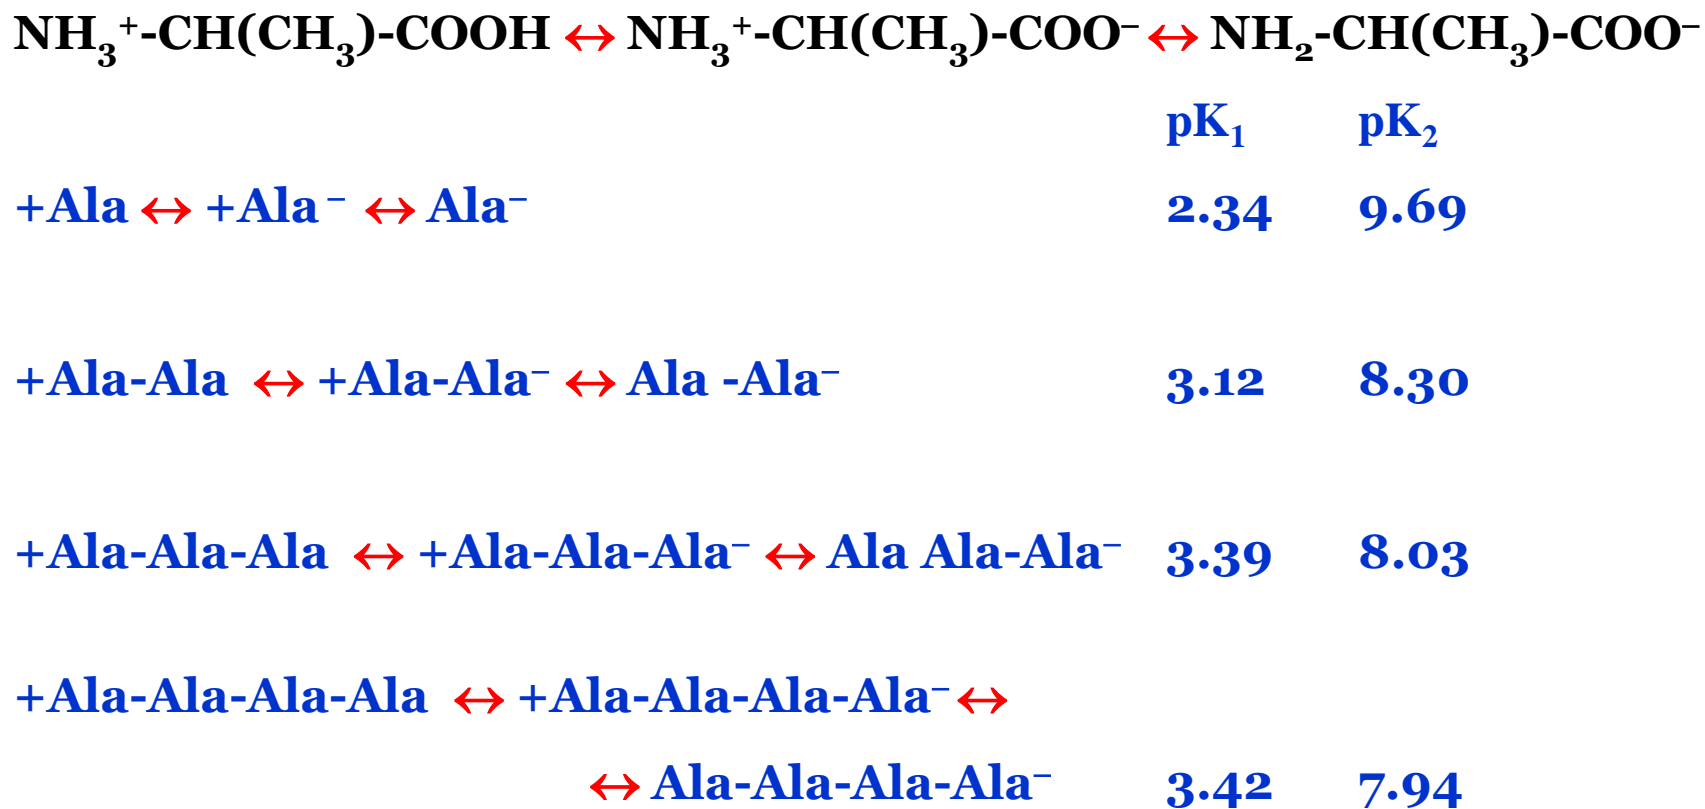 NH₃⁺-CH(CH₃)-COOH ↔ NH₃⁺-CH(CH₃)-COO⁻ ↔ NH₂-CH(CH₃)-COO⁻
pK₁ pK₂
+Ala ↔ +Ala⁻ ↔ Ala⁻ 2.34 9.69
+Ala-Ala ↔ +Ala-Ala⁻ ↔ Ala -Ala⁻ 3.12 8.30
+Ala-Ala-Ala ↔ +Ala-Ala-Ala⁻ ↔ Ala Ala-Ala⁻ 3.39 8.03
+Ala-Ala-Ala-Ala ↔ +Ala-Ala-Ala-Ala⁻ ↔
↔ Ala-Ala-Ala-Ala⁻ 3.42 7.94